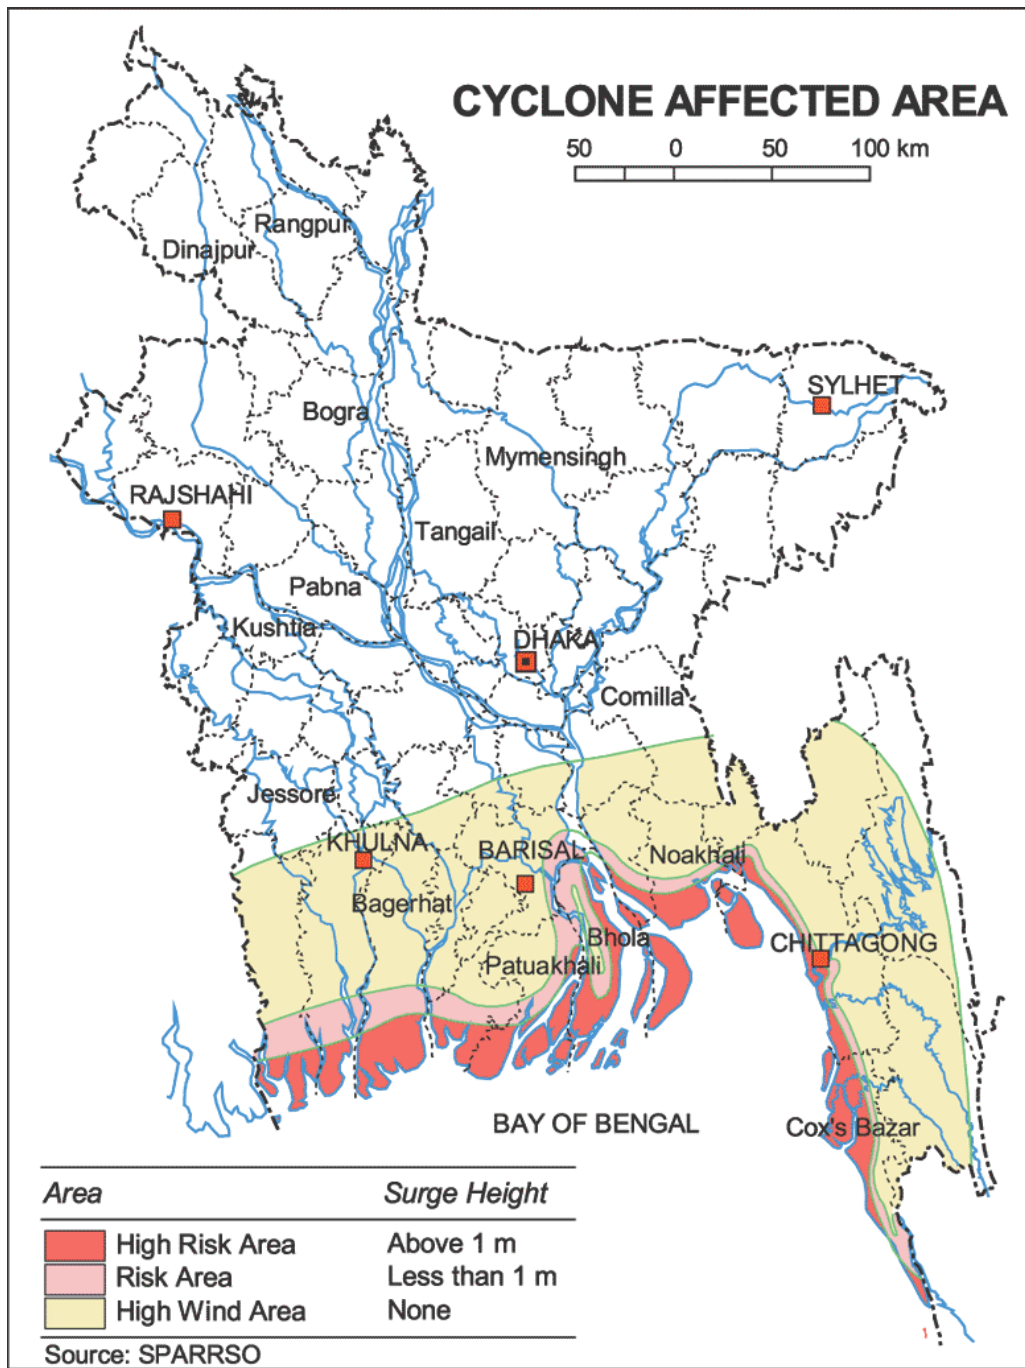 CYCLONE AFFECTED AREA
50 0 50 100 km
Rangpur
Dinajpur
SYLHET
Bogra
Mymensingh
RAJSHAHI
Tangail
Pabna
Kushtia
DHAKA
Comilla
Jessore
KHULNA
BARISAL
Noakhali
Bagerhat
Bhola
CHITTAGONG
Patuakhali
BAY OF BENGAL
Cox's Bazar
Area Surge Height
High Risk Area Above 1 m
Risk Area Less than 1 m
High Wind Area None
Source: SPARRSO